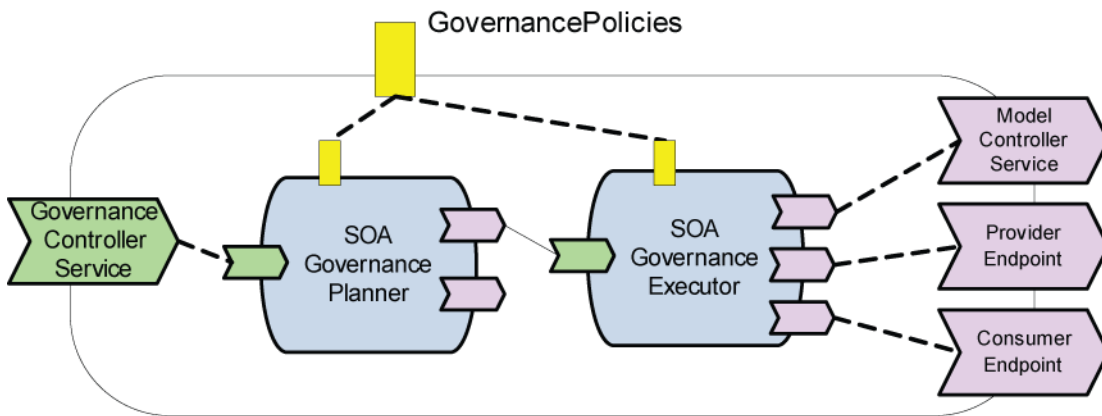 GovernancePolicies
Governance
Controller
Service
SOA
Governance
Planner
SOA
Governance
Executor
Model
Controller
Service
Provider
Endpoint
Consumer
Endpoint